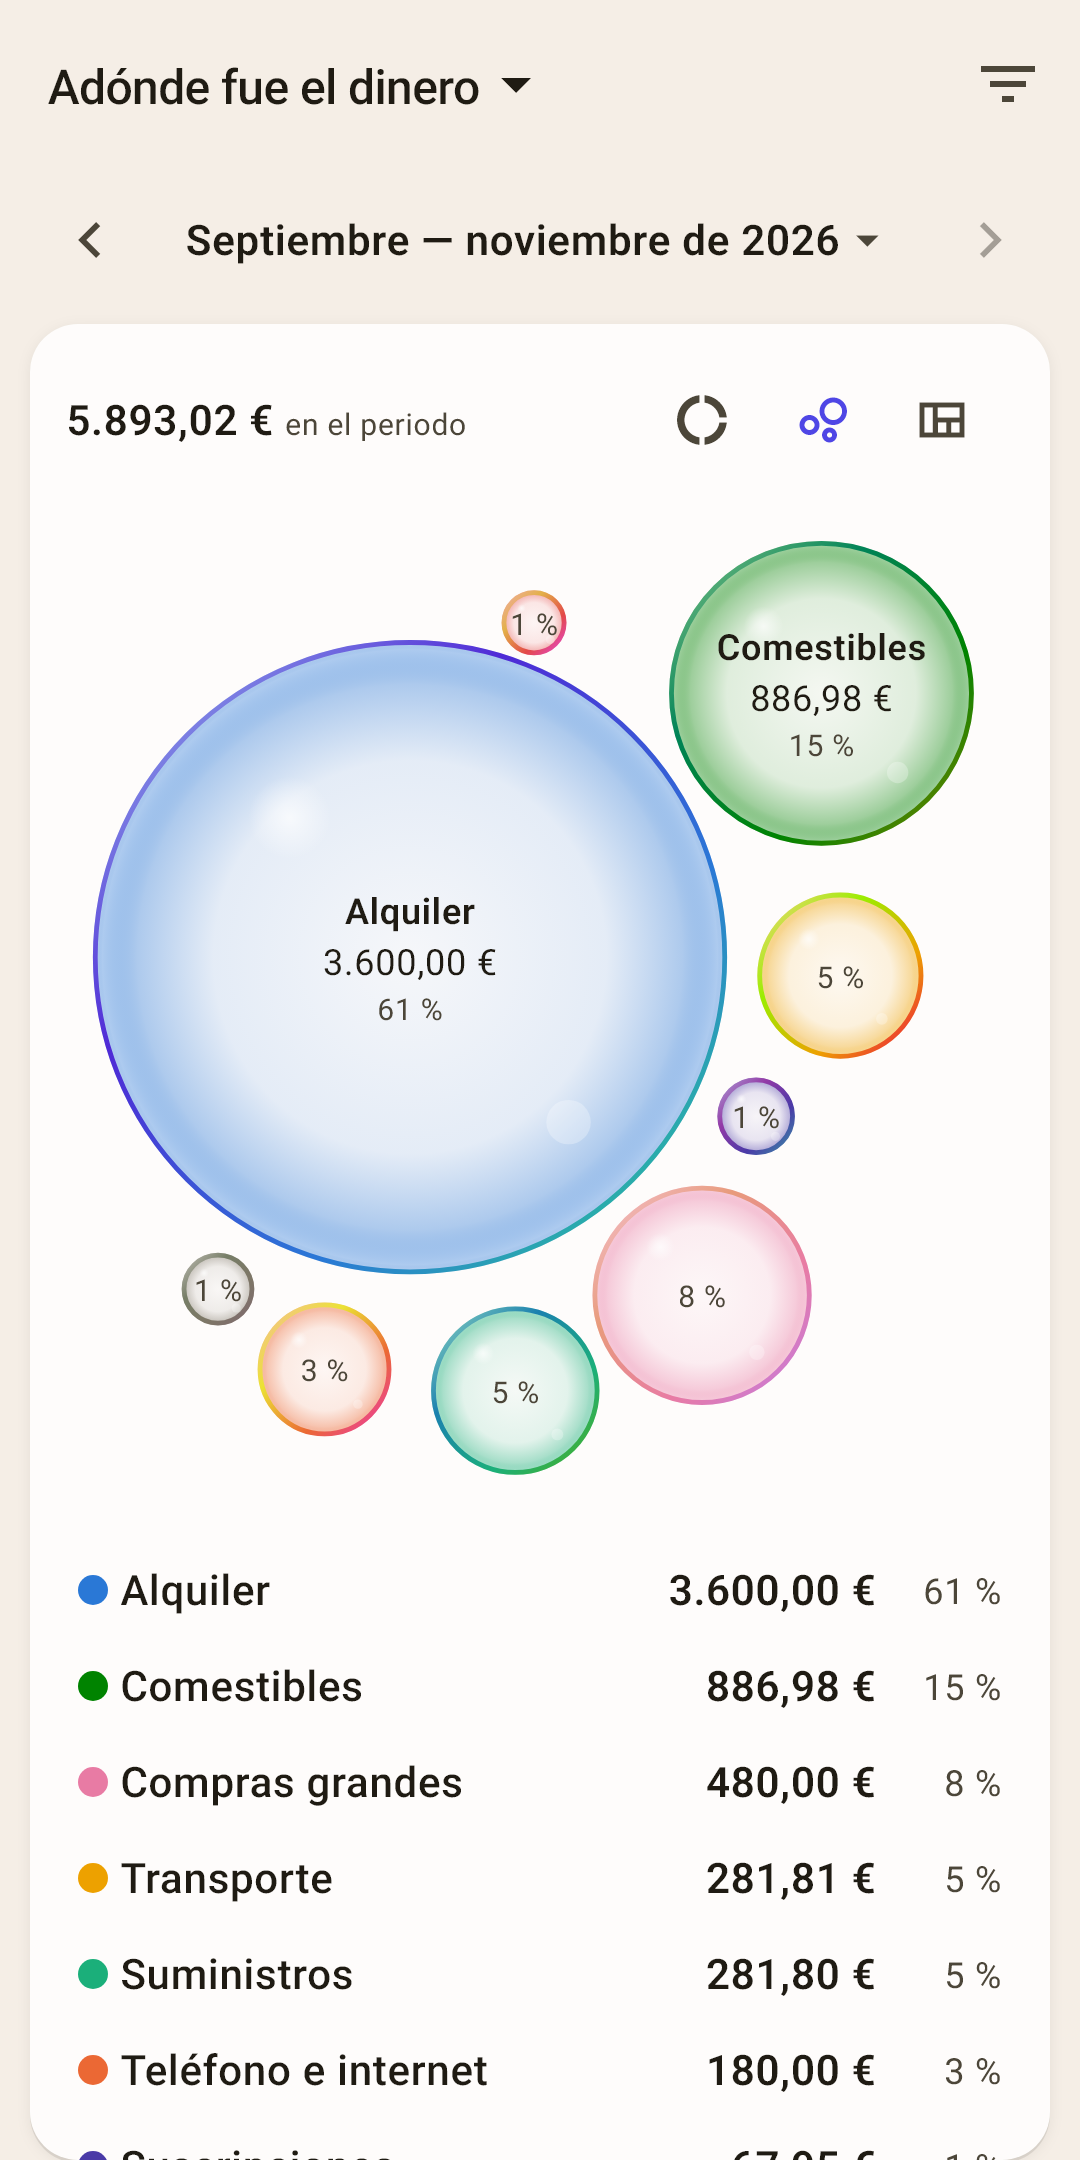 Adónde fue el dinero
Septiembre — noviembre de 2026
5.893,02 € en el periodo
1 %
Comestibles
886,98 €
15 %
Alquiler
3.600,00 €
61 %
5 %
1 %
8 %
1 %
3 %
5 %
Alquiler 3.600,00 € 61 %
Comestibles 886,98 € 15 %
Compras grandes 480,00 € 8 %
Transporte 281,81 € 5 %
Suministros 281,80 € 5 %
Teléfono e internet 180,00 € 3 %